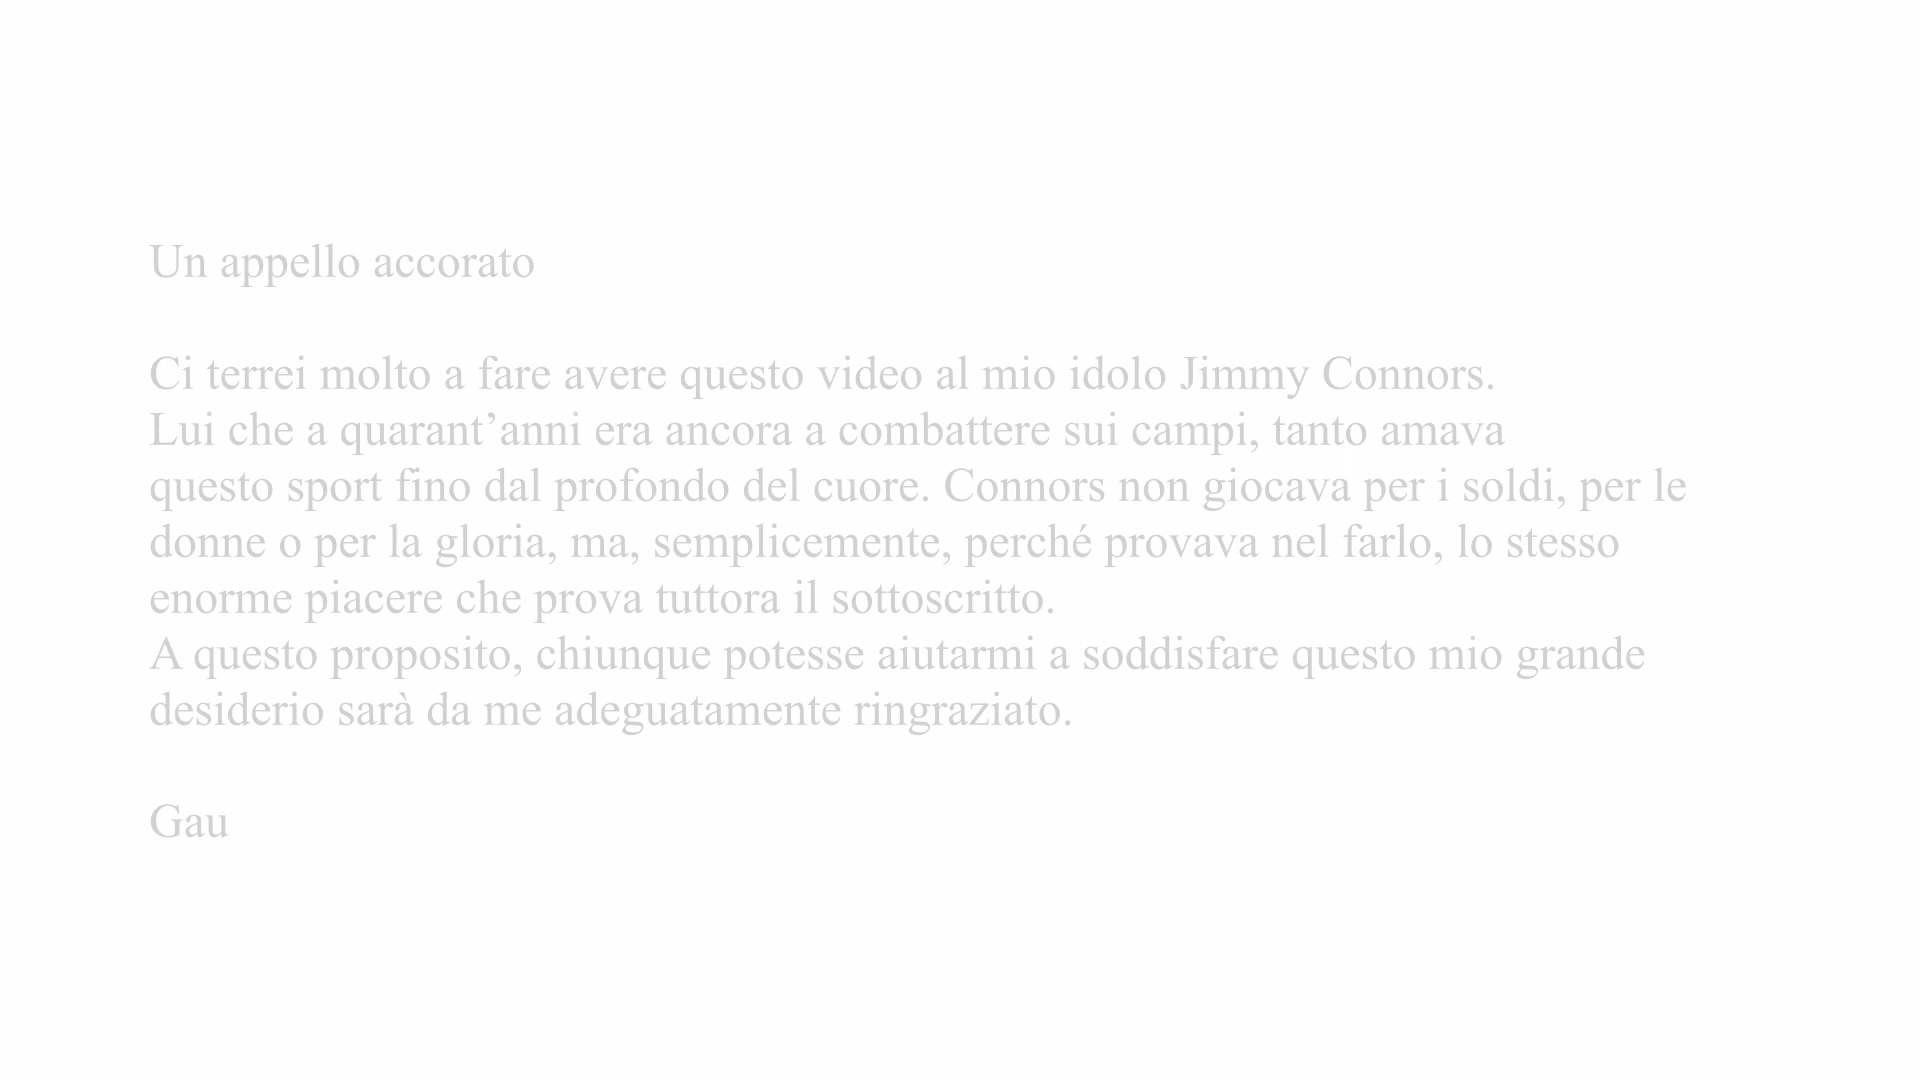 Un appello accorato
Ci terrei molto a fare avere questo video al mio idolo Jimmy Connors.
Lui che a quarant’anni era ancora a combattere sui campi, tanto amava
questo sport fino dal profondo del cuore. Connors non giocava per i soldi, per le
donne o per la gloria, ma, semplicemente, perché provava nel farlo, lo stesso
enorme piacere che prova tuttora il sottoscritto.
A questo proposito, chiunque potesse aiutarmi a soddisfare questo mio grande
desiderio sarà da me adeguatamente ringraziato.
Gau